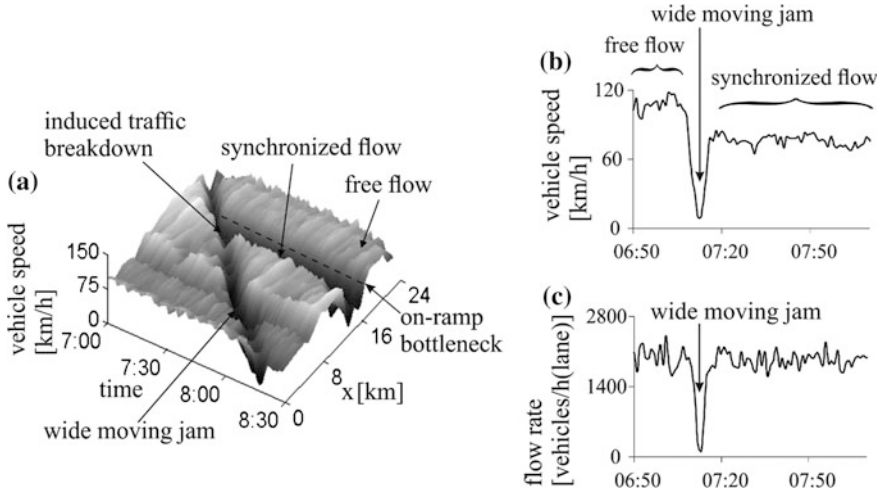 (a)
induced traffic
breakdown
synchronized flow
free flow
vehicle speed
[km/h]
150
75
0
7:00
7:30
8:00
8:30
time
wide moving jam
0
8
16
24
x [km]
on-ramp
bottleneck
wide moving jam
(b)
free flow
synchronized flow
vehicle speed
[km/h]
120
60
0
06:50
07:20
07:50
(c)
wide moving jam
flow rate
[vehicles/h(lane)]
2800
1400
0
06:50
07:20
07:50